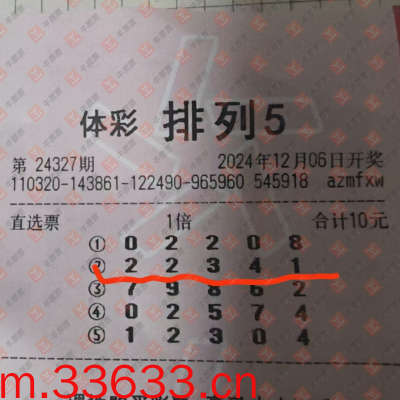 体彩 排列5
第 24327期 2024年12月06日开奖
110320-143861-122490-965960 545918 azmfxw
直选票 1倍 合计10元
① 0 2 2 0 8
② 2 2 3 4 1
③ 7 9 8 6 2
④ 0 2 5 7 4
⑤ 1 2 3 0 4
m.33633.cn